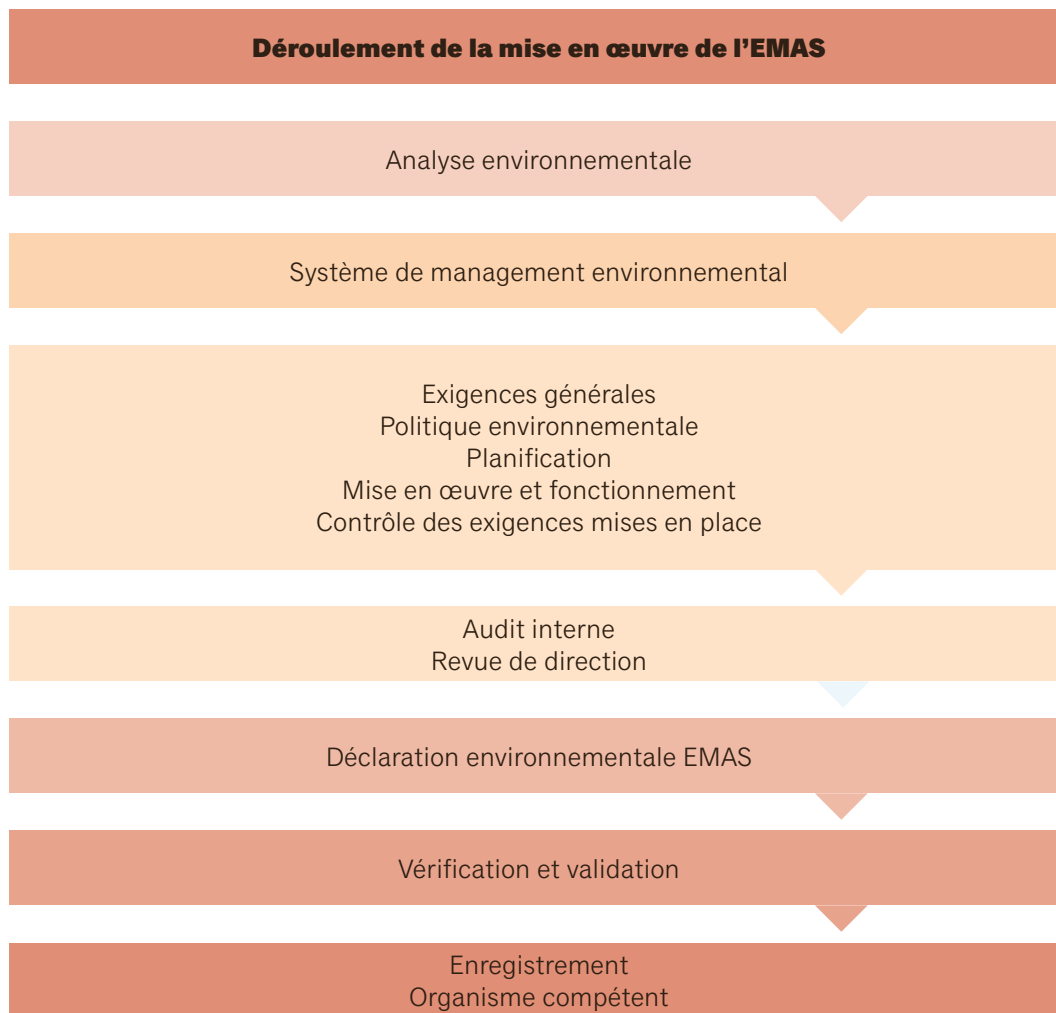 Déroulement de la mise en œuvre de l’EMAS
Analyse environnementale
Système de management environnemental
Exigences générales
Politique environnementale
Planification
Mise en œuvre et fonctionnement
Contrôle des exigences mises en place
Audit interne
Revue de direction
Déclaration environnementale EMAS
Vérification et validation
Enregistrement
Organisme compétent